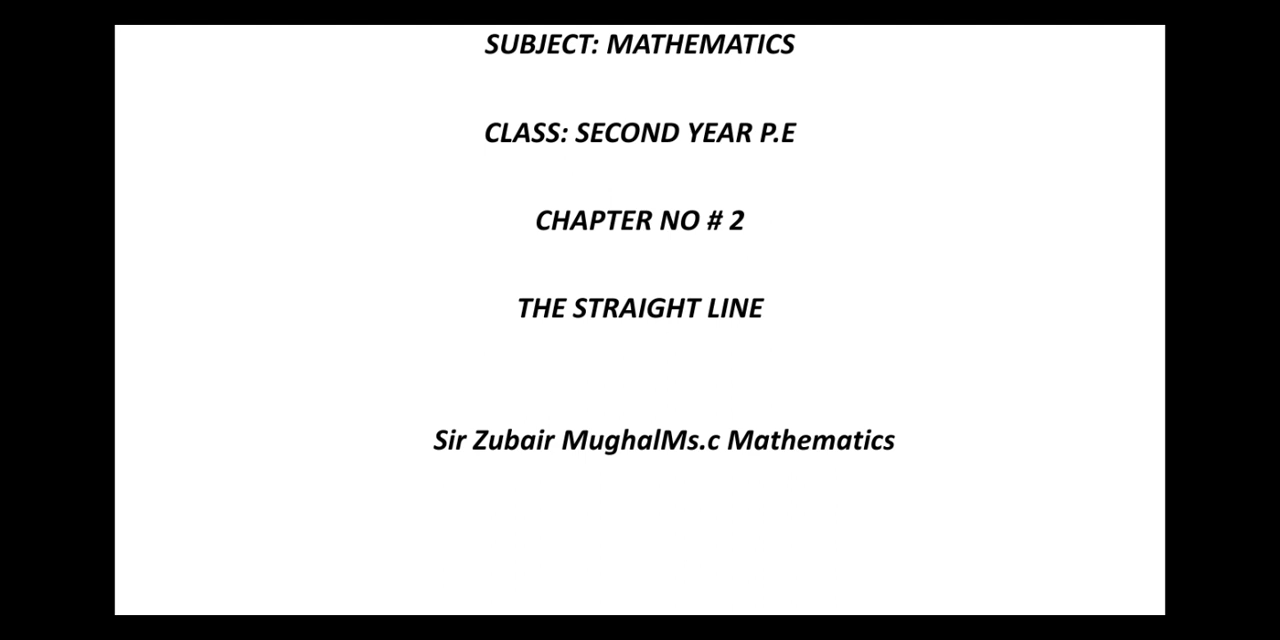 SUBJECT: MATHEMATICS
CLASS: SECOND YEAR P.E
CHAPTER NO # 2
THE STRAIGHT LINE
Sir Zubair MughalMs.c Mathematics